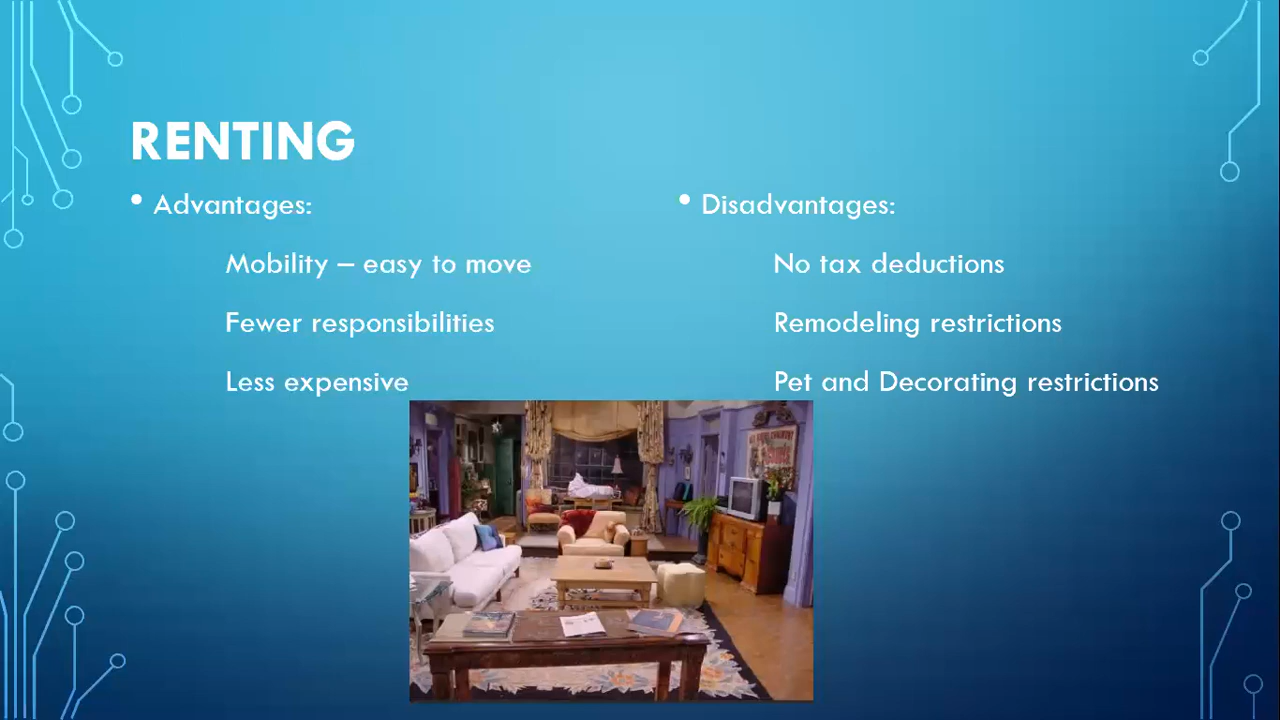 RENTING
• Advantages:
Mobility – easy to move
Fewer responsibilities
Less expensive
• Disadvantages:
No tax deductions
Remodeling restrictions
Pet and Decorating restrictions